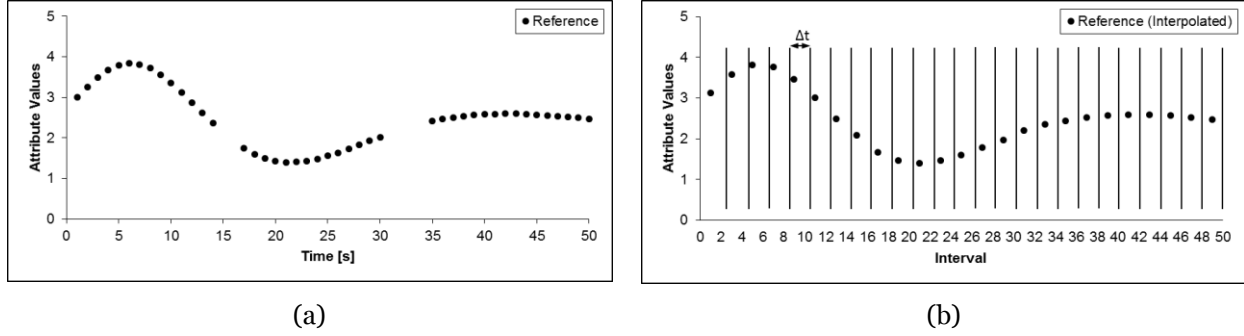 Reference
Attribute Values
5
4
3
2
1
0
0 5 10 15 20 25 30 35 40 45 50
Time [s]
(a)
Reference (Interpolated)
Δt
Attribute Values
5
4
3
2
1
0
0 2 4 6 8 10 12 14 16 18 20 22 24 26 28 30 32 34 36 38 40 42 44 46 48 50
Interval
(b)